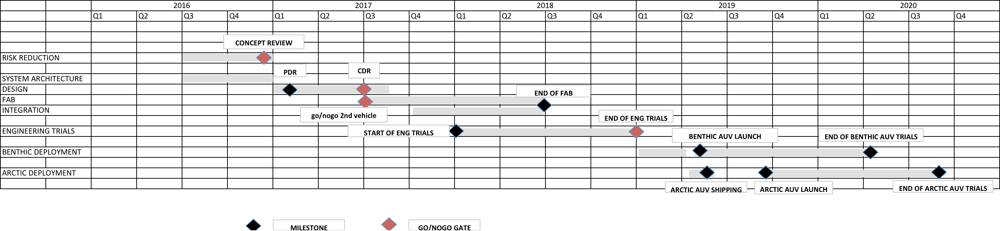 2016 2017 2018 2019 2020
Q1 Q2 Q3 Q4 Q1 Q2 Q3 Q4 Q1 Q2 Q3 Q4 Q1 Q2 Q3 Q4 Q1 Q2 Q3 Q4
CONCEPT REVIEW
RISK REDUCTION
PDR
CDR
SYSTEM ARCHITECTURE
DESIGN
END OF FAB
FAB
INTEGRATION
go/nogo 2nd vehicle
END OF ENG TRIALS
ENGINEERING TRIALS
START OF ENG TRIALS
BENTHIC AUV LAUNCH
END OF BENTHIC AUV TRIALS
BENTHIC DEPLOYMENT
ARCTIC DEPLOYMENT
ARCTIC AUV SHIPPING
ARCTIC AUV LAUNCH
END OF ARCTIC AUV TRIALS
MILESTONE
GO/NOGO GATE